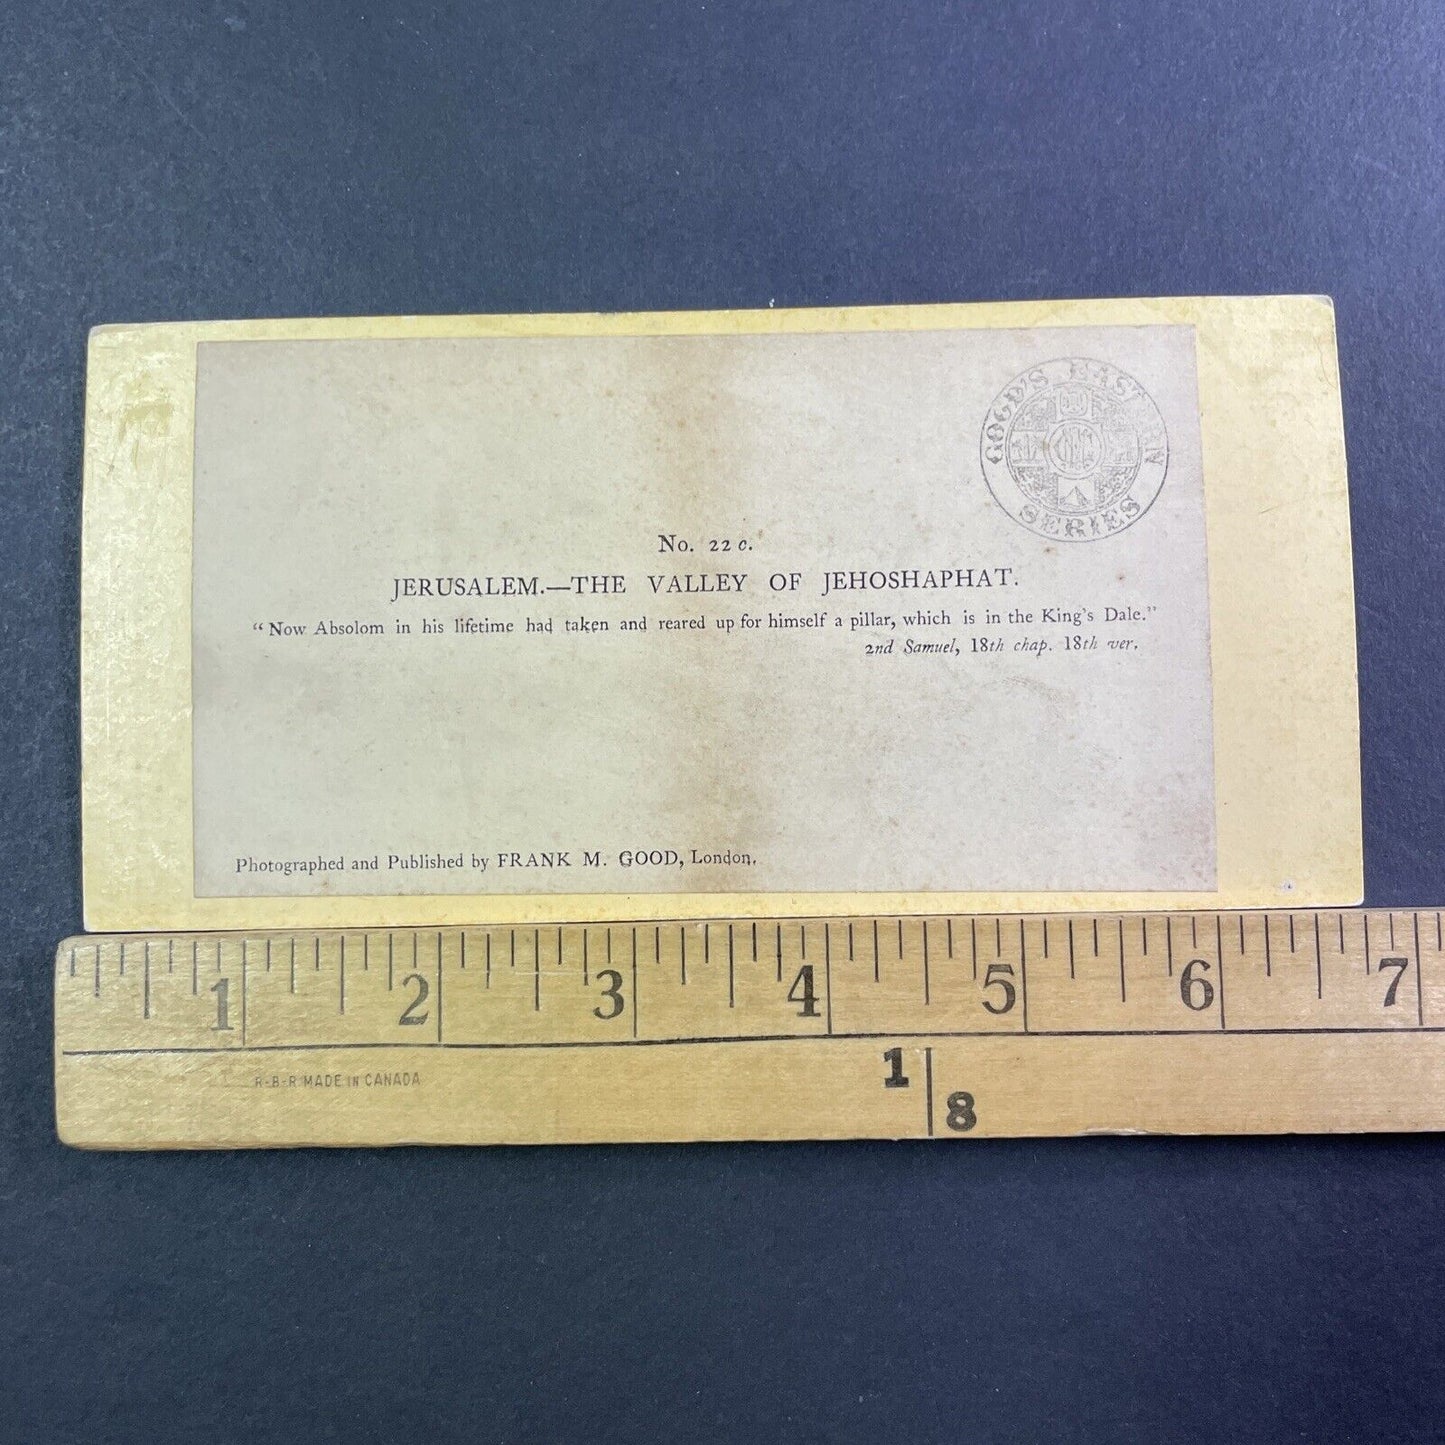 GOOD'S EASTERN
SERIES
No. 22 c.
JERUSALEM.—THE VALLEY OF JEHOSHAPHAT.
“Now Absolom in his lifetime had taken and reared up for himself a pillar, which is in the King's Dale.”
2nd Samuel, 18th chap. 18th ver.
Photographed and Published by FRANK M. GOOD, London.
1 2 3 4 5 6 7
R-B-R MADE IN CANADA
1
8